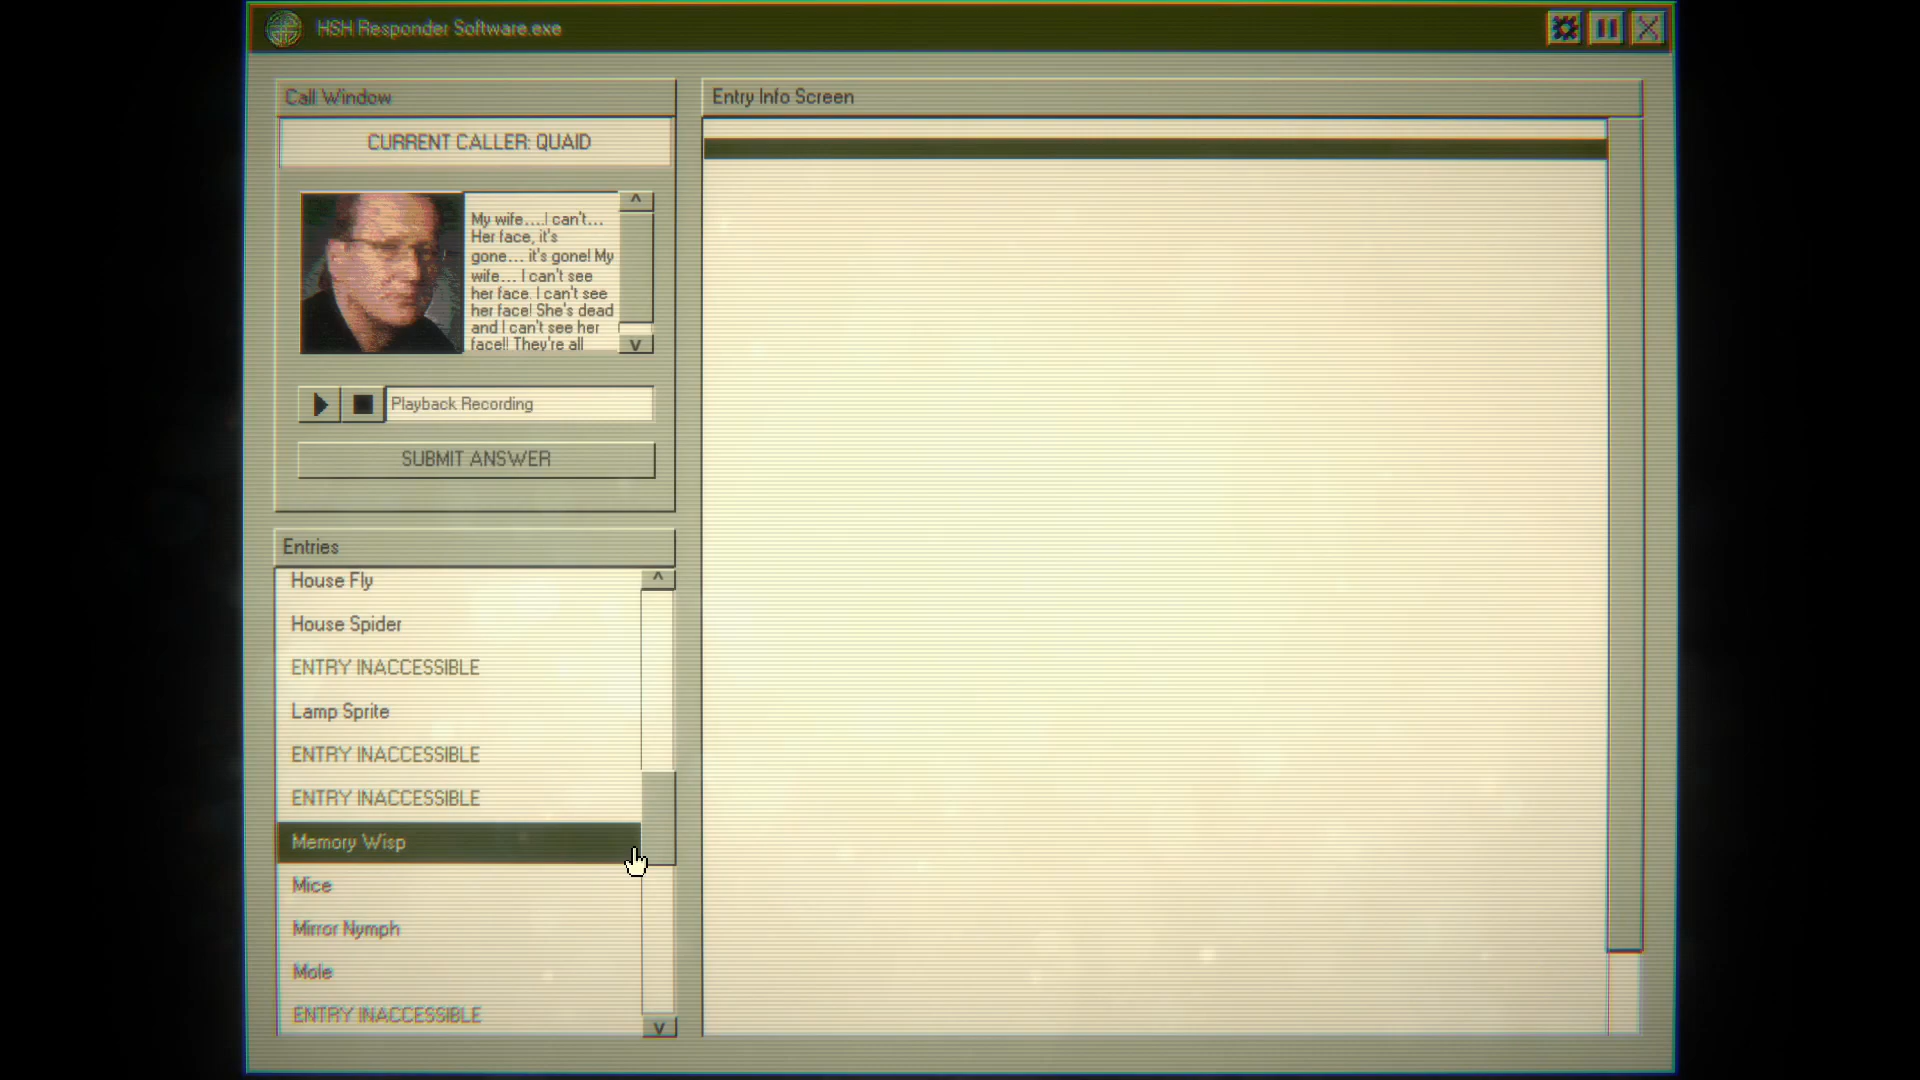 HSH Responder Software.exe
Call Window
CURRENT CALLER: QUAID
My wife....I can't...
Her face, it's
gone... it's gone! My
wife... I can't see
her face. I can't see
her face! She's dead
and I can't see her
face!! They're all
Playback Recording
SUBMIT ANSWER
Entries
House Fly
House Spider
ENTRY INACCESSIBLE
Lamp Sprite
ENTRY INACCESSIBLE
ENTRY INACCESSIBLE
Memory Wisp
Mice
Mirror Nymph
Mole
ENTRY INACCESSIBLE
Entry Info Screen